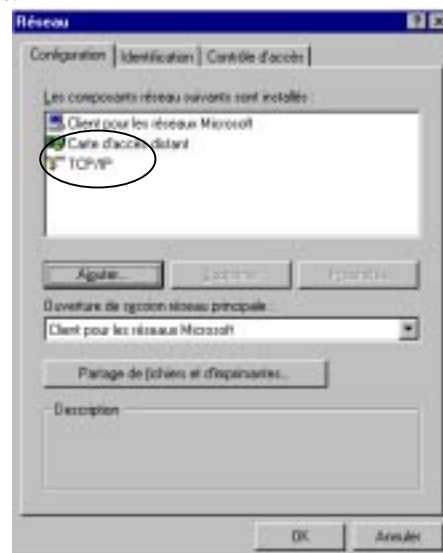 Réseau
Configuration Identification Contrôle d'accès
Les composants réseau suivants sont installés :
Client pour les réseaux Microsoft
Carte d'accès distant
TCP/IP
Ajouter... Supprimer Propriétés
Ouverture de session réseau principale :
Client pour les réseaux Microsoft
Partage de fichiers et d'imprimantes...
Description
OK Annuler